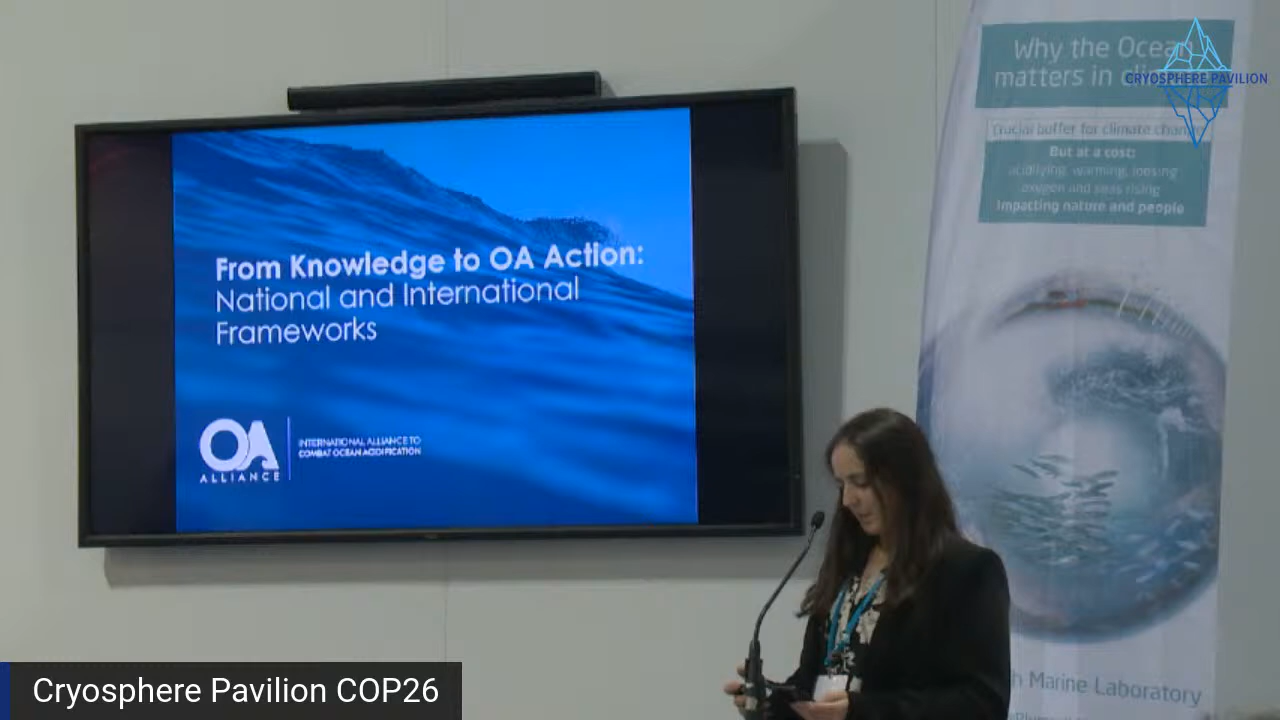 From Knowledge to OA Action:
National and International
Frameworks
OA
ALLIANCE
INTERNATIONAL ALLIANCE TO
COMBAT OCEAN ACIDIFICATION
Why the Ocean
matters in
CRYOSPHERE PAVILION
Crucial buffer for climate change
But at a cost:
acidifying, warming, loosing
oxygen and seas rising
Impacting nature and people
Marine Laboratory
Cryosphere Pavilion COP26